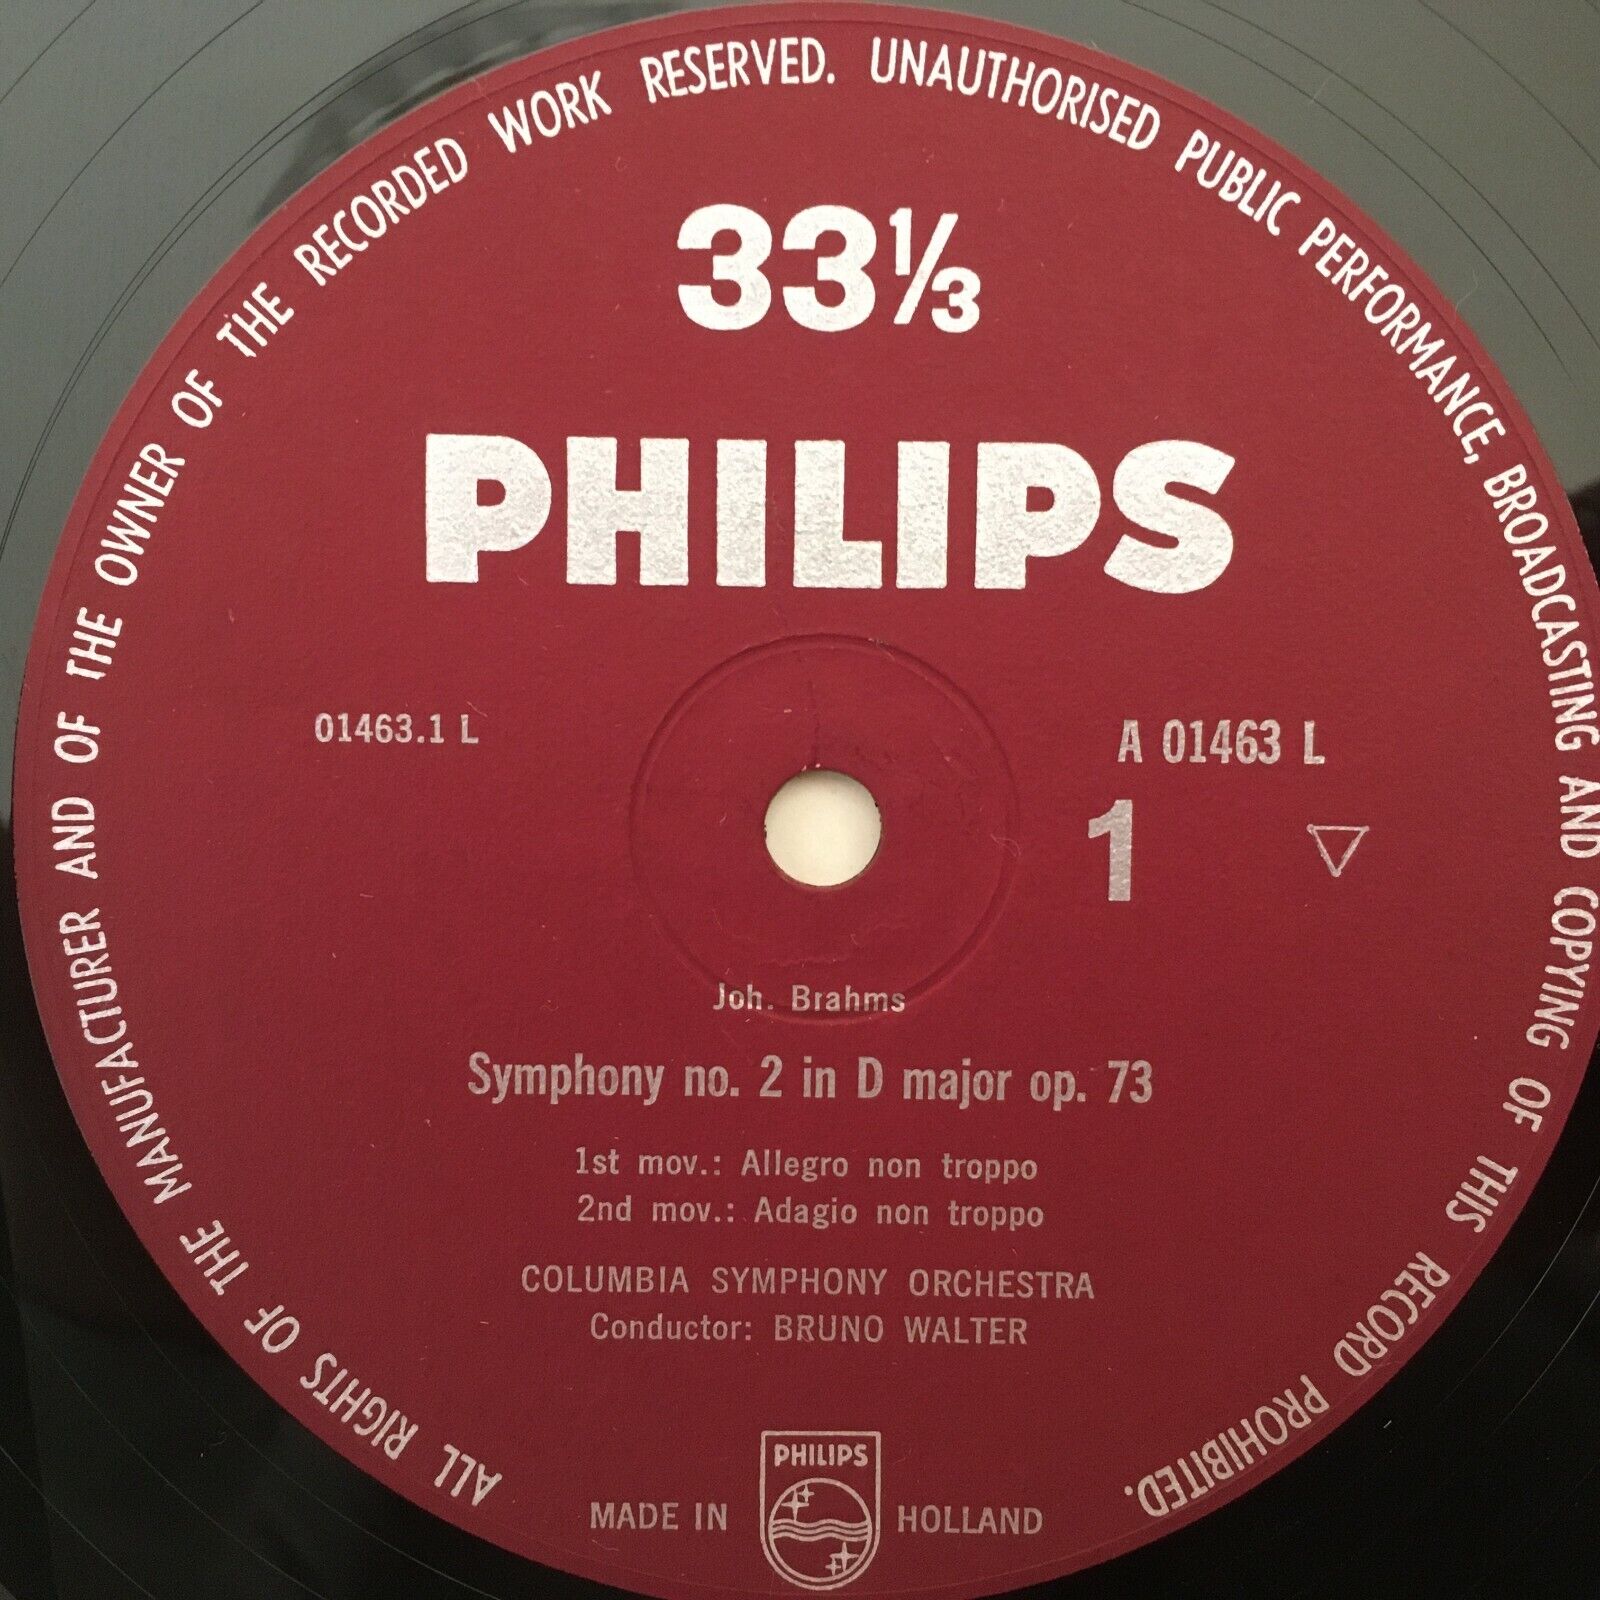 ALL RIGHTS OF THE MANUFACTURER AND OF THE OWNER OF THE RECORDED WORK RESERVED. UNAUTHORISED PUBLIC PERFORMANCE, BROADCASTING AND COPYING OF THIS RECORD PROHIBITED.
33⅓
PHILIPS
01463.1 L
A 01463 L
1
Joh. Brahms
Symphony no. 2 in D major op. 73
1st mov.: Allegro non troppo
2nd mov.: Adagio non troppo
COLUMBIA SYMPHONY ORCHESTRA
Conductor: BRUNO WALTER
PHILIPS
MADE IN HOLLAND